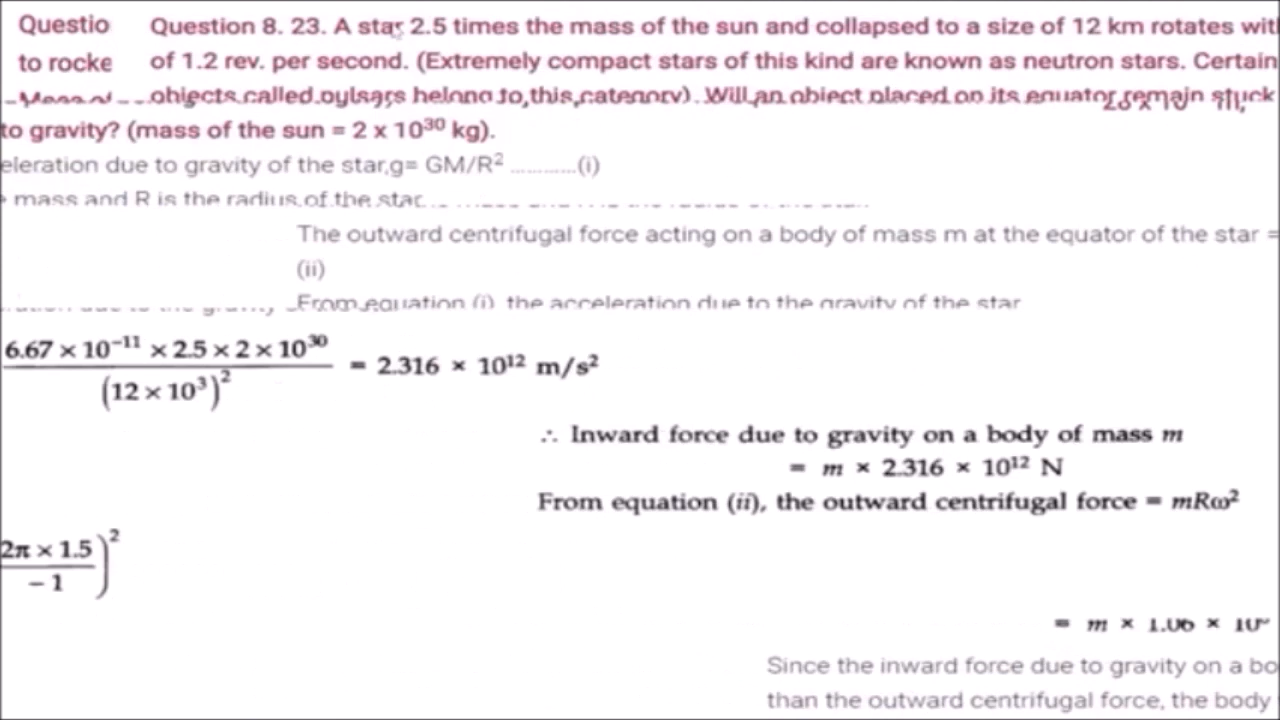 Questio Question 8. 23. A star 2.5 times the mass of the sun and collapsed to a size of 12 km rotates wit
to rocke of 1.2 rev. per second. (Extremely compact stars of this kind are known as neutron stars. Certain
objects called pulsars belong to this category). Will an object placed on its equator remain stuck
to gravity? (mass of the sun = 2 x 10³⁰ kg).
eleration due to gravity of the star,g= GM/R² ...........(i)
mass and R is the radius of the star
The outward centrifugal force acting on a body of mass m at the equator of the star =
(ii)
From equation (i), the acceleration due to the gravity of the star
6.67 × 10⁻¹¹ × 2.5 × 2 × 10³⁰
(12 × 10³)² = 2.316 × 10¹² m/s²
∴ Inward force due to gravity on a body of mass m
= m × 2.316 × 10¹² N
From equation (ii), the outward centrifugal force = mRω²
2π × 1.5
– 1 )²
= m × 1.06 ×
Since the inward force due to gravity on a bo
than the outward centrifugal force, the body